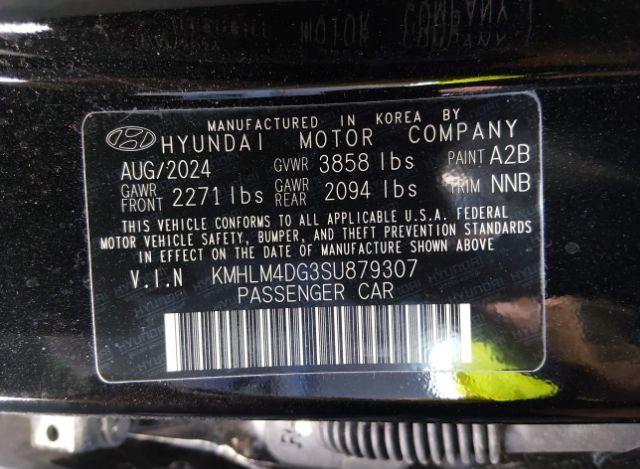 MANUFACTURED IN KOREA BY
HYUNDAI MOTOR COMPANY
AUG/2024 GVWR 3858 lbs PAINT A2B
GAWR FRONT 2271 lbs GAWR REAR 2094 lbs TRIM NNB
THIS VEHICLE CONFORMS TO ALL APPLICABLE U.S.A. FEDERAL
MOTOR VEHICLE SAFETY, BUMPER, AND THEFT PREVENTION STANDARDS
IN EFFECT ON THE DATE OF MANUFACTURE SHOWN ABOVE
V.I.N KMHLM4DG3SU879307
PASSENGER CAR